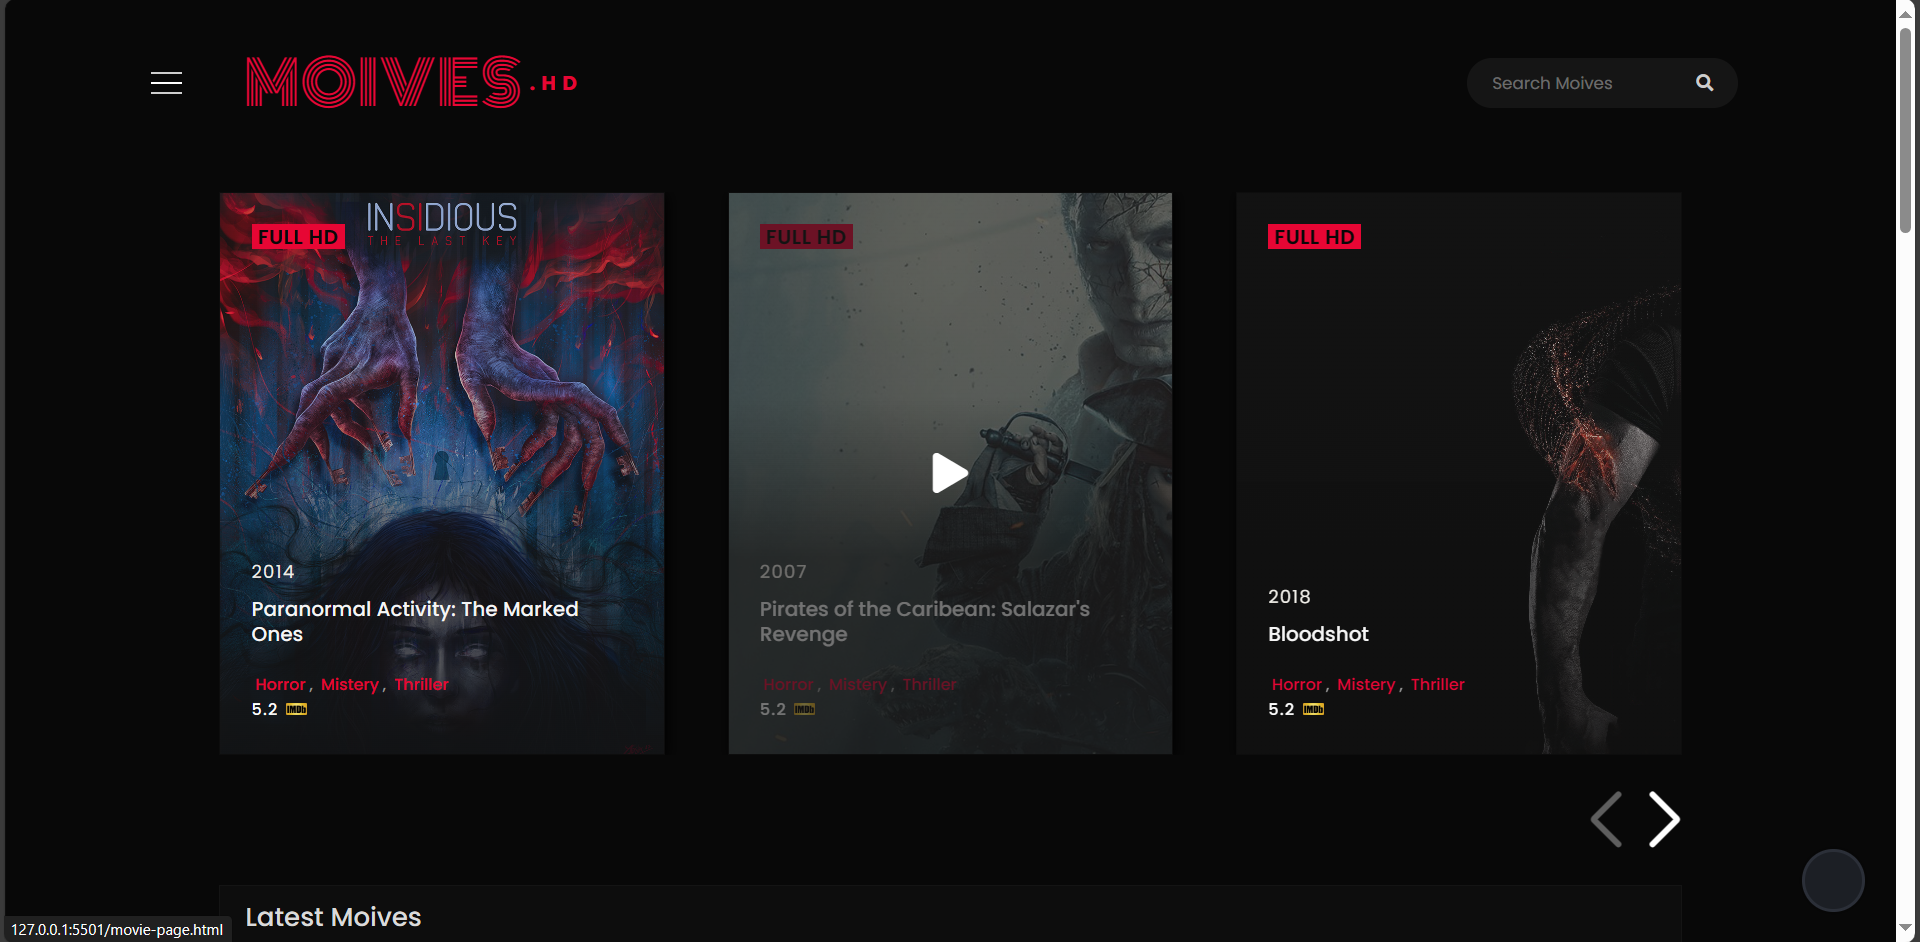 MOIVES .HD
Search Moives
INSIDIOUS
THE LAST KEY
FULL HD
2014
Paranormal Activity: The Marked
Ones
Horror, Mistery, Thriller
5.2 IMDb
FULL HD
2007
Pirates of the Caribean: Salazar's
Revenge
Horror, Mistery, Thriller
5.2 IMDb
FULL HD
2018
Bloodshot
Horror, Mistery, Thriller
5.2 IMDb
Latest Moives
127.0.0.1:5501/movie-page.html